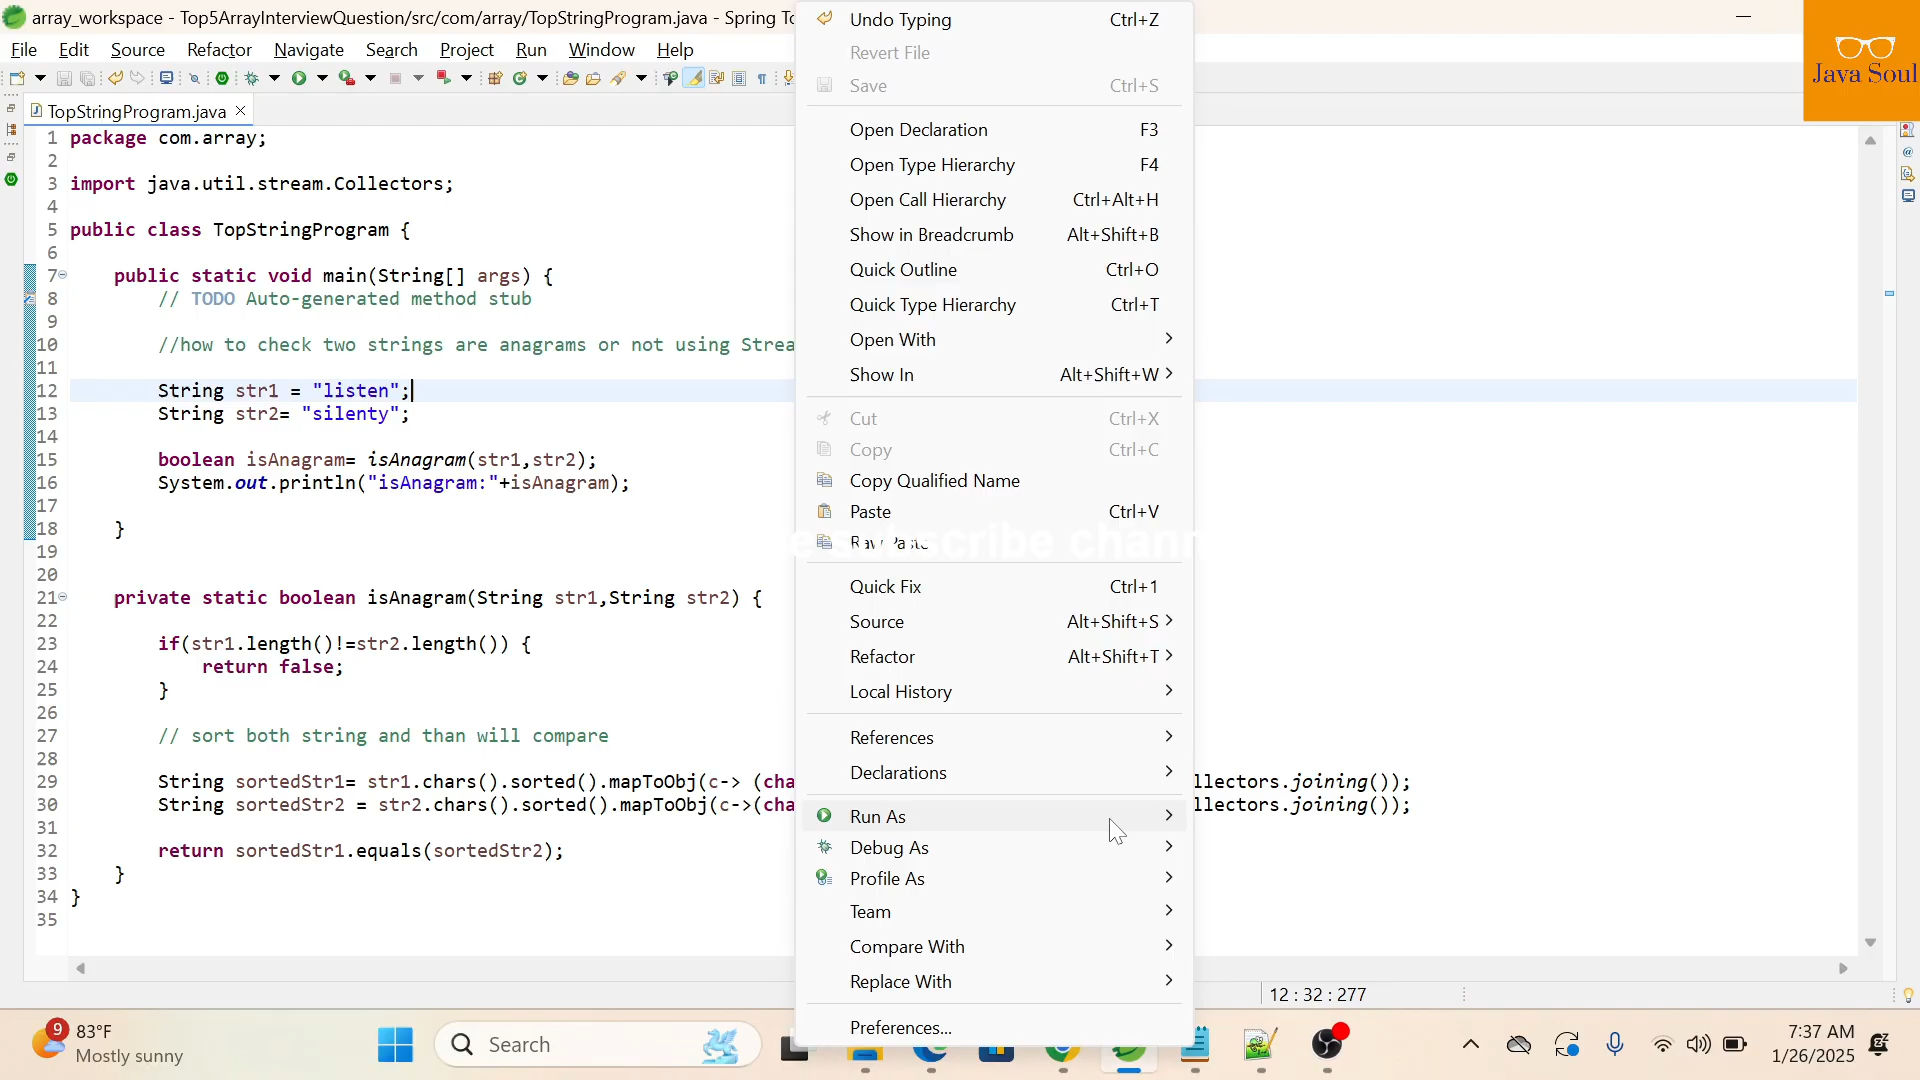 array_workspace - Top5ArrayInterviewQuestion/src/com/array/TopStringProgram.java - Spring To
File Edit Source Refactor Navigate Search Project Run Window Help
Java Soul
TopStringProgram.java
1 package com.array;
2
3 import java.util.stream.Collectors;
4
5 public class TopStringProgram {
6
7 public static void main(String[] args) {
8 // TODO Auto-generated method stub
9
10 //how to check two strings are anagrams or not using Strea
11
12 String str1 = "listen";
13 String str2= "silenty";
14
15 boolean isAnagram= isAnagram(str1,str2);
16 System.out.println("isAnagram:"+isAnagram);
17
18 }
19
20
21 private static boolean isAnagram(String str1,String str2) {
22
23 if(str1.length()!=str2.length()) {
24 return false;
25 }
26
27 // sort both string and than will compare
28
29 String sortedStr1= str1.chars().sorted().mapToObj(c-> (cha llectors.joining());
30 String sortedStr2 = str2.chars().sorted().mapToObj(c->(cha llectors.joining());
31
32 return sortedStr1.equals(sortedStr2);
33 }
34 }
35
Undo Typing Ctrl+Z
Revert File
Save Ctrl+S
Open Declaration F3
Open Type Hierarchy F4
Open Call Hierarchy Ctrl+Alt+H
Show in Breadcrumb Alt+Shift+B
Quick Outline Ctrl+O
Quick Type Hierarchy Ctrl+T
Open With
Show In Alt+Shift+W
Cut Ctrl+X
Copy Ctrl+C
Copy Qualified Name
Paste Ctrl+V
Raw Paste
e subscribe chann
Quick Fix Ctrl+1
Source Alt+Shift+S
Refactor Alt+Shift+T
Local History
References
Declarations
Run As
Debug As
Profile As
Team
Compare With
Replace With
Preferences...
12 : 32 : 277
9
83°F
Mostly sunny
Search
7:37 AM
1/26/2025